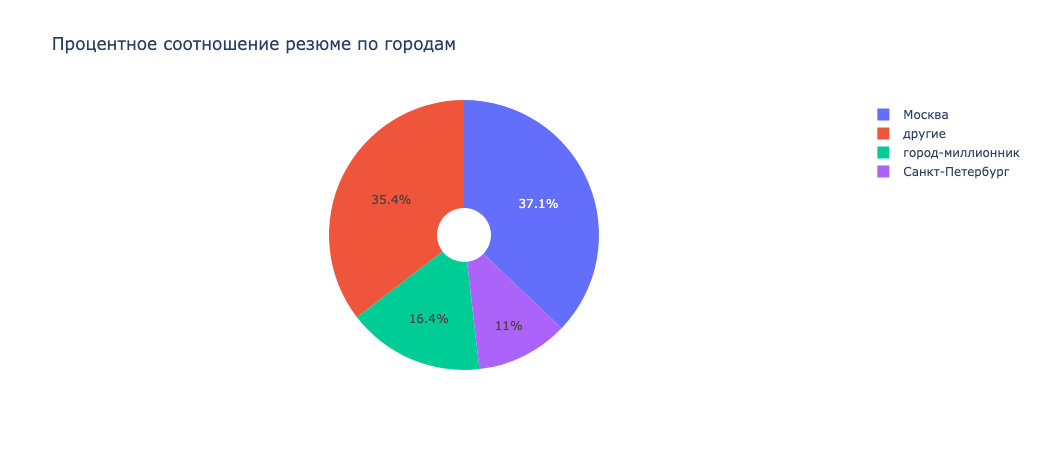 Процентное соотношение резюме по городам
Москва
другие
город-миллионник
Санкт-Петербург
35.4%
37.1%
16.4%
11%